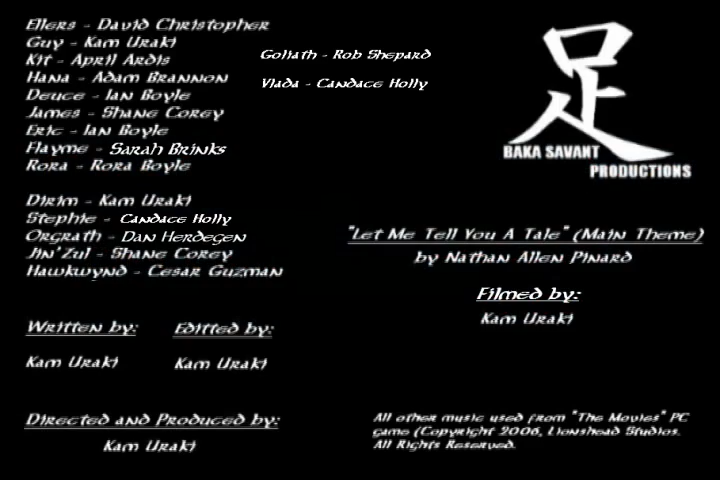 Ellers - David Christopher
Guy - Kam Uraki
Kit - April Ardis
Hana - Adam Brannon
Deuce - Ian Boyle
James - Shane Corey
Eric - Ian Boyle
Flayme - Sarah Brinks
Rora - Rora Boyle
Goliath - Rob Shepard
Vlada - Candace Holly
足
BAKA SAVANT
PRODUCTIONS
Dirim - Kam Uraki
Stephie - Candace Holly
Orgrath - Dan Herdegen
Jin'Zul - Shane Corey
Hawkwynd - Cesar Guzman
"Let Me Tell You A Tale" (Main Theme)
by Nathan Allen Pinard
Filmed by:
Kam Uraki
Written by:
Kam Uraki
Editted by:
Kam Uraki
Directed and Produced by:
Kam Uraki
All other music used from "The Movies" PC
game (Copyright 2006, Lionshead Studios.
All Rights Reserved.